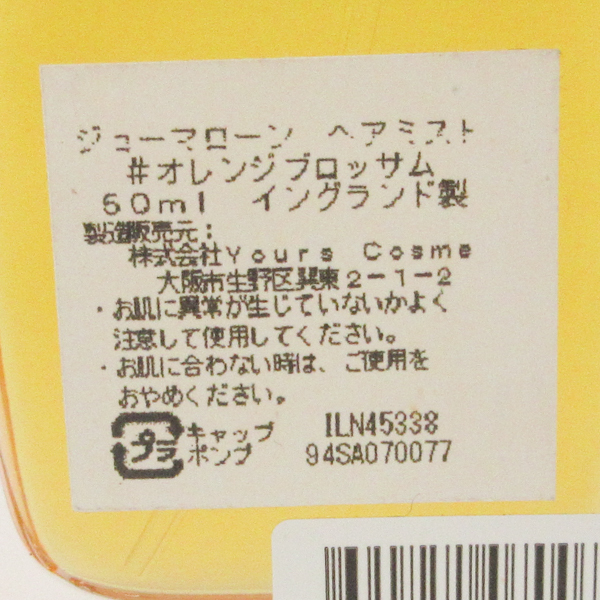 ジョーマローン ヘアミスト
#オレンジブロッサム
50ml イングランド製
製造販売元:
株式会社Yours Cosme
大阪市生野区巽東2-1-2
・お肌に異常が生じていないかよく
注意して使用してください。
・お肌に合わない時は、ご使用を
おやめください。
プラ
キャップ
ポンプ
ILN45338
94SA070077